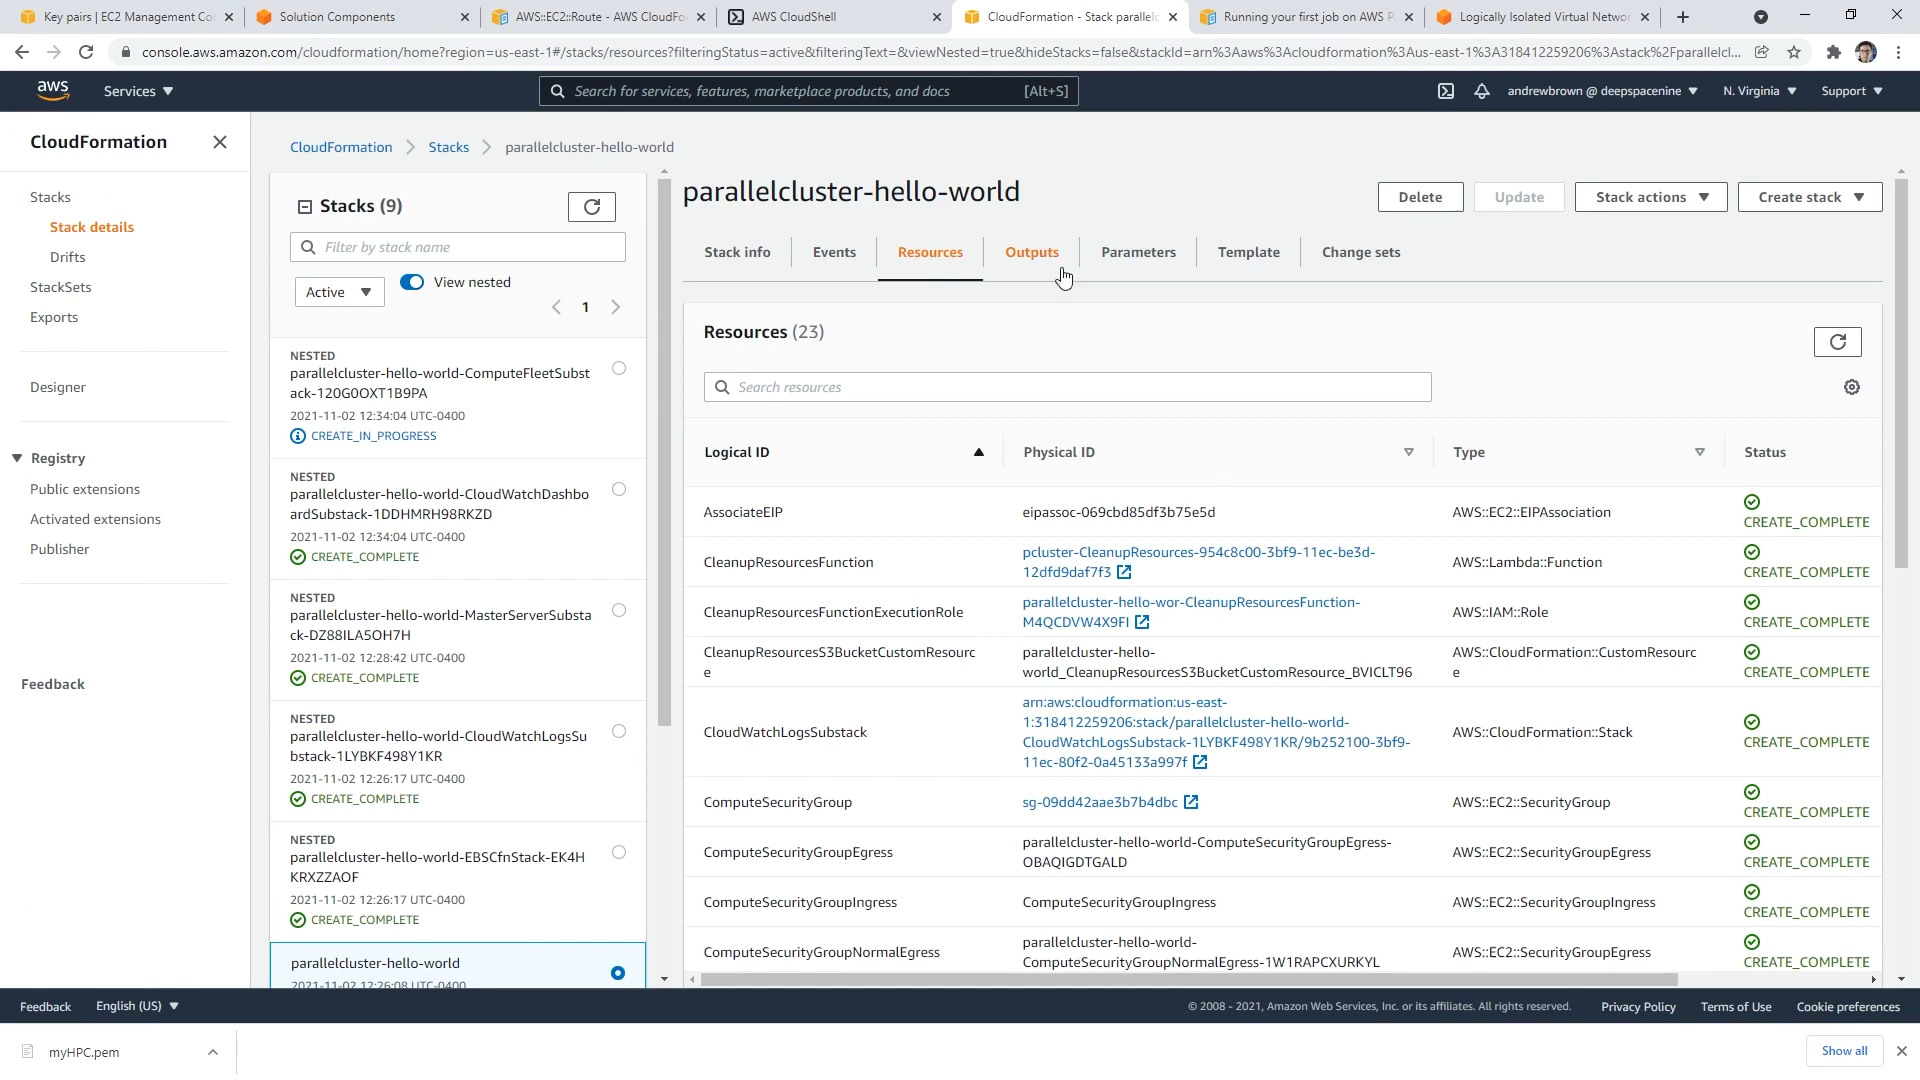 Key pairs | EC2 Management Co
Solution Components
AWS::EC2::Route - AWS CloudFo
AWS CloudShell
CloudFormation - Stack parallelc
Running your first job on AWS P
Logically Isolated Virtual Networ
console.aws.amazon.com/cloudformation/home?region=us-east-1#/stacks/resources?filteringStatus=active&filteringText=&viewNested=true&hideStacks=false&stackId=arn%3Aaws%3Acloudformation%3Aus-east-1%3A318412259206%3Astack%2Fparallelcl...
aws
Services
Search for services, features, marketplace products, and docs [Alt+S]
andrewbrown @ deepspacenine
N. Virginia
Support
CloudFormation
Stacks
Stack details
Drifts
StackSets
Exports
Designer
Registry
Public extensions
Activated extensions
Publisher
Feedback
CloudFormation > Stacks > parallelcluster-hello-world
Stacks (9)
Filter by stack name
Active
View nested
1
NESTED
parallelcluster-hello-world-ComputeFleetSubst
ack-120G0OXT1B9PA
2021-11-02 12:34:04 UTC-0400
CREATE_IN_PROGRESS
NESTED
parallelcluster-hello-world-CloudWatchDashbo
ardSubstack-1DDHMRH98RKZD
2021-11-02 12:34:04 UTC-0400
CREATE_COMPLETE
NESTED
parallelcluster-hello-world-MasterServerSubsta
ck-DZ88ILA5OH7H
2021-11-02 12:28:42 UTC-0400
CREATE_COMPLETE
NESTED
parallelcluster-hello-world-CloudWatchLogsSu
bstack-1LYBKF498Y1KR
2021-11-02 12:26:17 UTC-0400
CREATE_COMPLETE
NESTED
parallelcluster-hello-world-EBSCfnStack-EK4H
KRXZZAOF
2021-11-02 12:26:17 UTC-0400
CREATE_COMPLETE
parallelcluster-hello-world
2021-11-02 12:26:08 UTC-0400
parallelcluster-hello-world
Delete
Update
Stack actions
Create stack
Stack info
Events
Resources
Outputs
Parameters
Template
Change sets
Resources (23)
Search resources
Logical ID
Physical ID
Type
Status
AssociateEIP
eipassoc-069cbd85df3b75e5d
AWS::EC2::EIPAssociation
CREATE_COMPLETE
CleanupResourcesFunction
pcluster-CleanupResources-954c8c00-3bf9-11ec-be3d-
12dfd9daf7f3
AWS::Lambda::Function
CREATE_COMPLETE
CleanupResourcesFunctionExecutionRole
parallelcluster-hello-wor-CleanupResourcesFunction-
M4QCDVW4X9FI
AWS::IAM::Role
CREATE_COMPLETE
CleanupResourcesS3BucketCustomResourc
e
parallelcluster-hello-
world_CleanupResourcesS3BucketCustomResource_BVICLT96
AWS::CloudFormation::CustomResourc
e
CREATE_COMPLETE
CloudWatchLogsSubstack
arn:aws:cloudformation:us-east-
1:318412259206:stack/parallelcluster-hello-world-
CloudWatchLogsSubstack-1LYBKF498Y1KR/9b252100-3bf9-
11ec-80f2-0a45133a997f
AWS::CloudFormation::Stack
CREATE_COMPLETE
ComputeSecurityGroup
sg-09dd42aae3b7b4dbc
AWS::EC2::SecurityGroup
CREATE_COMPLETE
ComputeSecurityGroupEgress
parallelcluster-hello-world-ComputeSecurityGroupEgress-
OBAQIGDTGALD
AWS::EC2::SecurityGroupEgress
CREATE_COMPLETE
ComputeSecurityGroupIngress
ComputeSecurityGroupIngress
AWS::EC2::SecurityGroupIngress
CREATE_COMPLETE
ComputeSecurityGroupNormalEgress
parallelcluster-hello-world-
ComputeSecurityGroupNormalEgress-1W1RAPCXURKYL
AWS::EC2::SecurityGroupEgress
CREATE_COMPLETE
Feedback
English (US)
© 2008 - 2021, Amazon Web Services, Inc. or its affiliates. All rights reserved.
Privacy Policy
Terms of Use
Cookie preferences
myHPC.pem
Show all